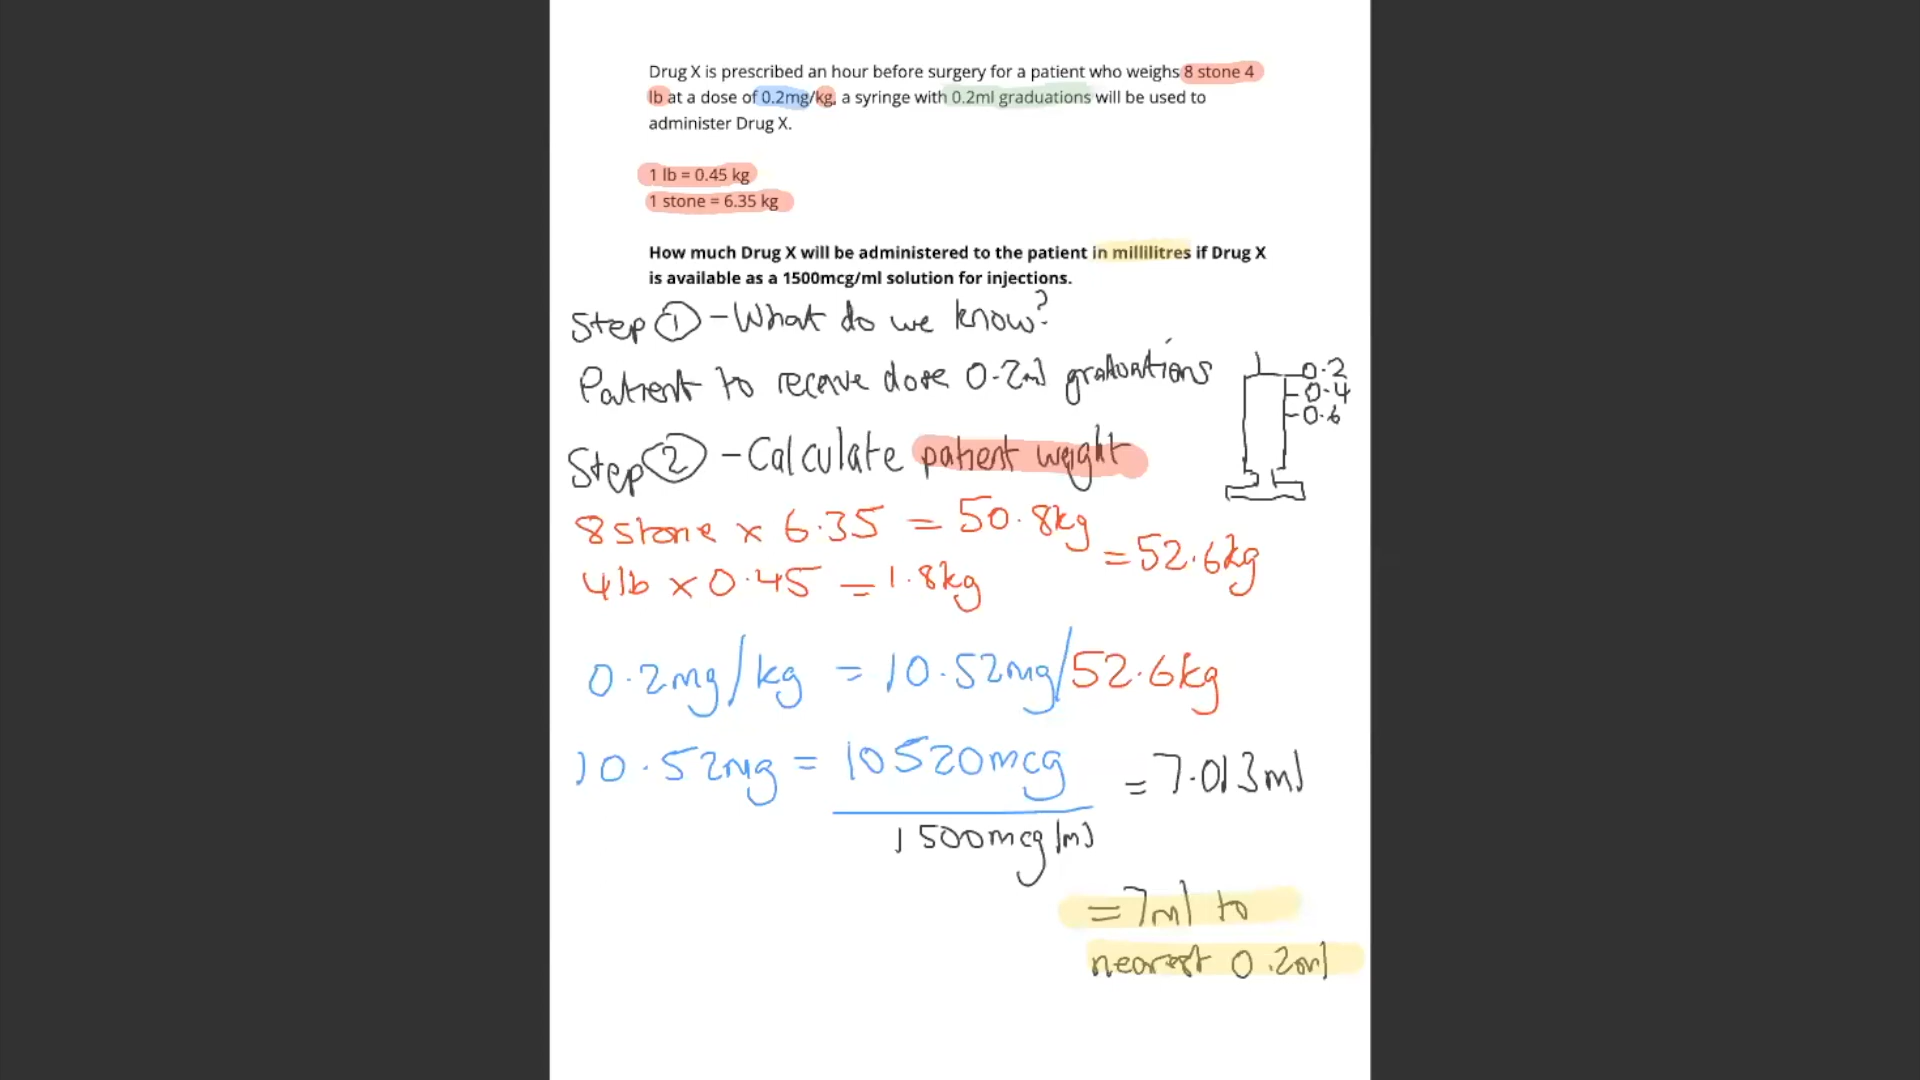 Drug X is prescribed an hour before surgery for a patient who weighs 8 stone 4
lb at a dose of 0.2mg/kg, a syringe with 0.2ml graduations will be used to
administer Drug X.
1 lb = 0.45 kg
1 stone = 6.35 kg
How much Drug X will be administered to the patient in millilitres if Drug X
is available as a 1500mcg/ml solution for injections.
Step 1 - What do we know?
Patient to receive dose 0.2ml graduations
0.2
0.4
0.6
Step 2 - Calculate patient weight
8 stone x 6.35 = 50.8kg
= 52.6kg
4lb x 0.45 = 1.8kg
0.2mg/kg = 10.52mg/52.6kg
10.52mg = 10520mcg = 7.013ml
1500mcg/ml
= 7ml to
nearest 0.2ml